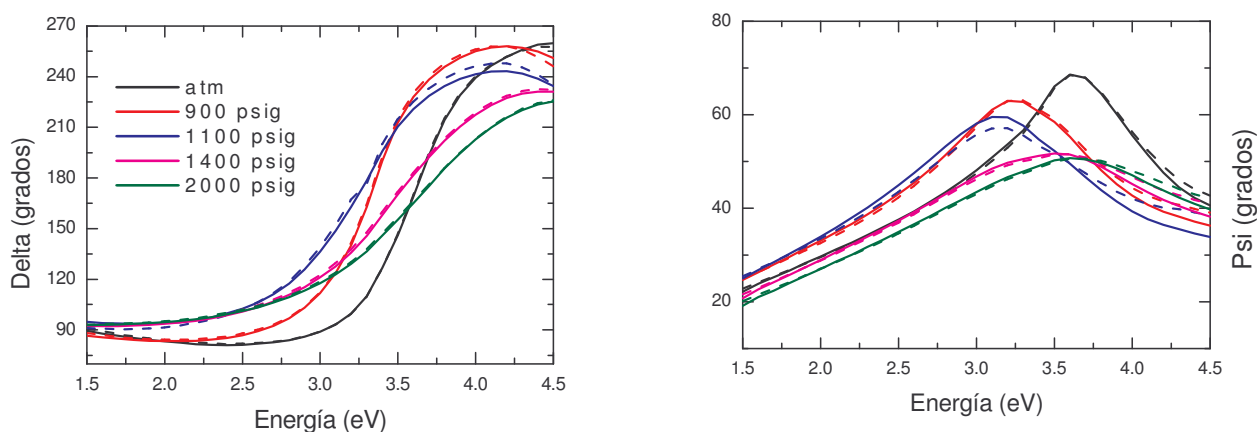 270
240
210
180
150
120
90
Delta (grados)
atm
900 psig
1100 psig
1400 psig
2000 psig
1.5 2.0 2.5 3.0 3.5 4.0 4.5
Energía (eV)
80
60
40
20
Psi (grados)
1.5 2.0 2.5 3.0 3.5 4.0 4.5
Energía (eV)